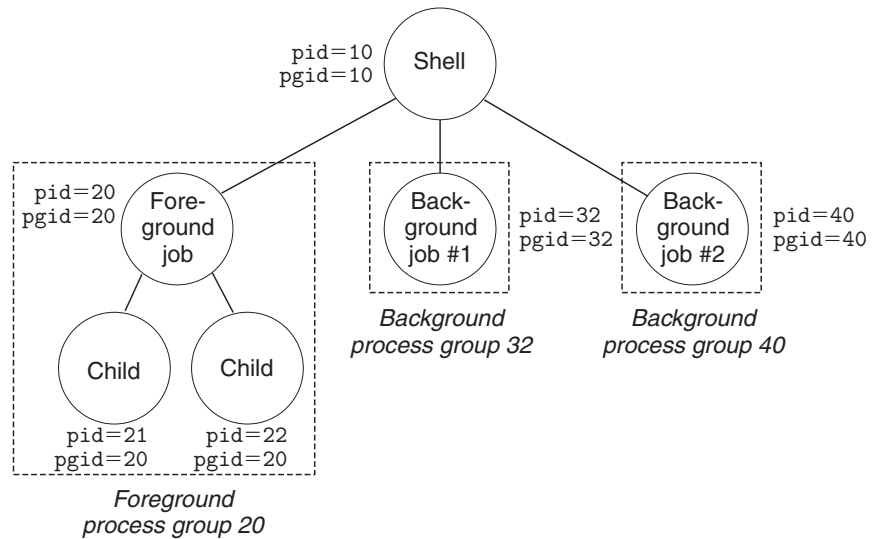 pid=10
pgid=10
Shell
pid=20
pgid=20
Fore-
ground
job
Back-
ground
job #1
pid=32
pgid=32
Back-
ground
job #2
pid=40
pgid=40
Background
process group 32
Background
process group 40
Child
Child
pid=21
pgid=20
pid=22
pgid=20
Foreground
process group 20